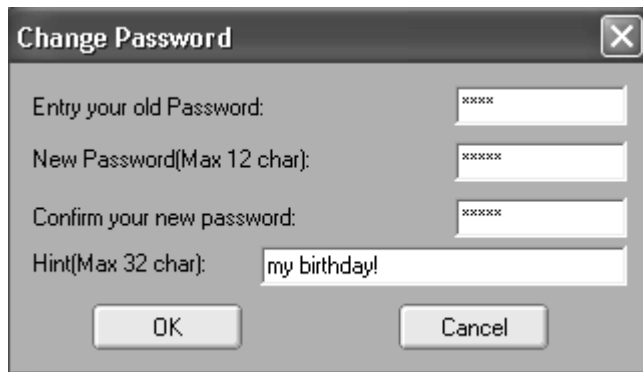 Change Password
Entry your old Password: ****
New Password(Max 12 char): *****
Confirm your new password: *****
Hint(Max 32 char): my birthday!
OK Cancel